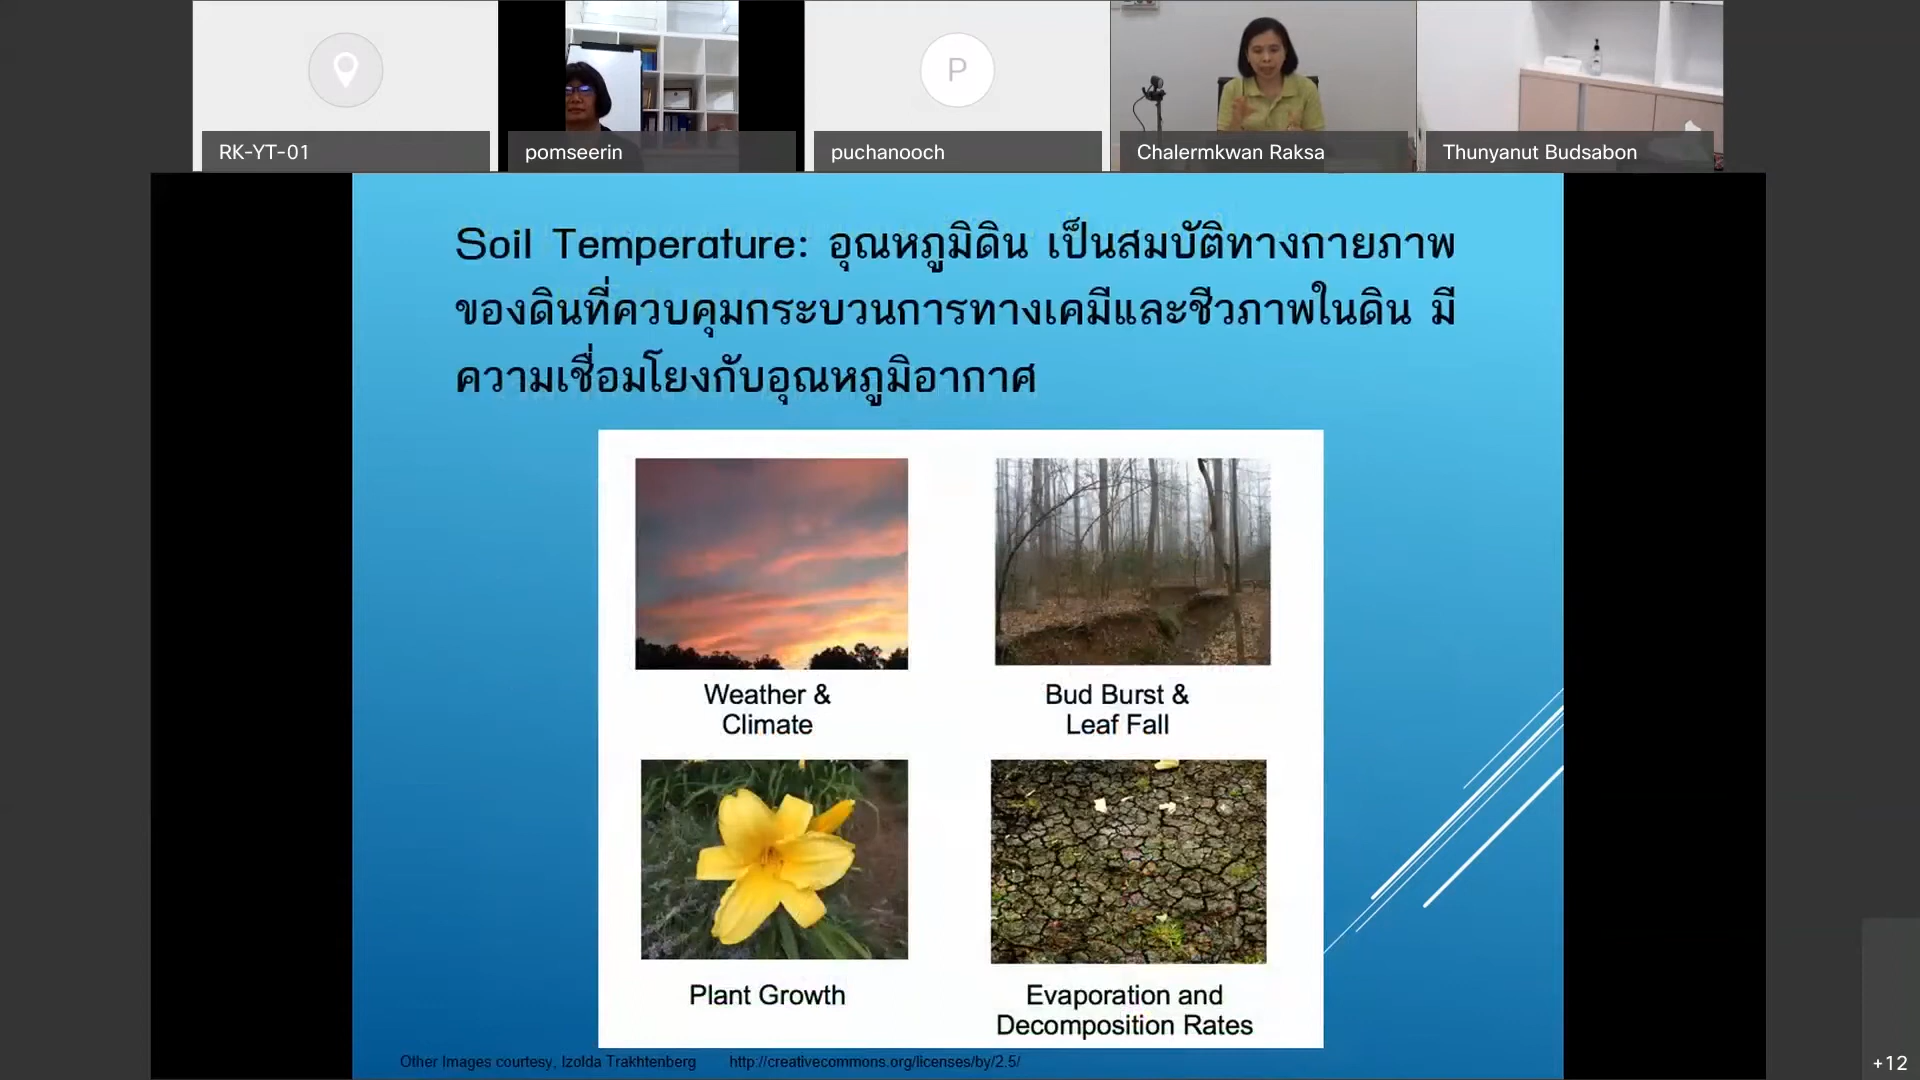 RK-YT-01
pomseerin
P
puchanooch
Chalermkwan Raksa
Thunyanut Budsabon
Soil Temperature: อุณหภูมิดิน เป็นสมบัติทางกายภาพ
ของดินที่ควบคุมกระบวนการทางเคมีและชีวภาพในดิน มี
ความเชื่อมโยงกับอุณหภูมิอากาศ
Weather &
Climate
Bud Burst &
Leaf Fall
Plant Growth
Evaporation and
Decomposition Rates
Other Images courtesy, Izolda Trakhtenberg http://creativecommons.org/licenses/by/2.5/
+12